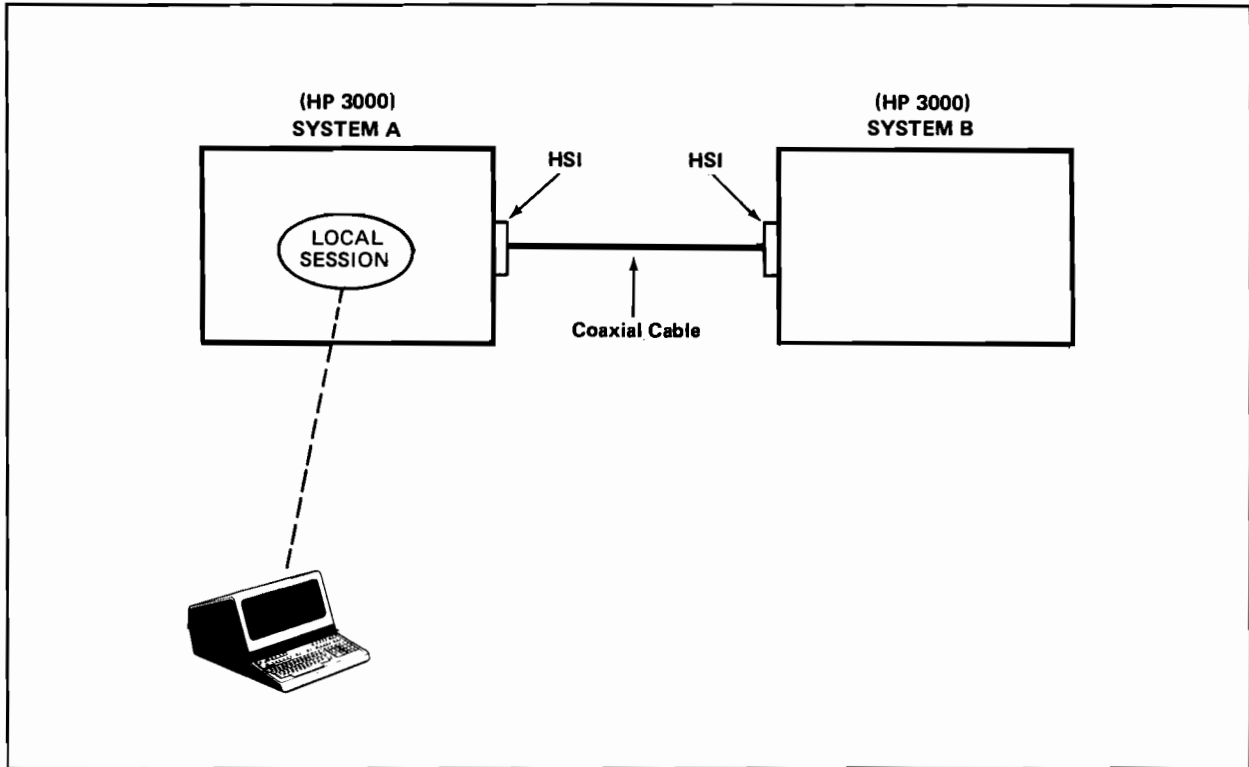 (HP 3000)
SYSTEM A
(HP 3000)
SYSTEM B
HSI
HSI
LOCAL
SESSION
Coaxial Cable